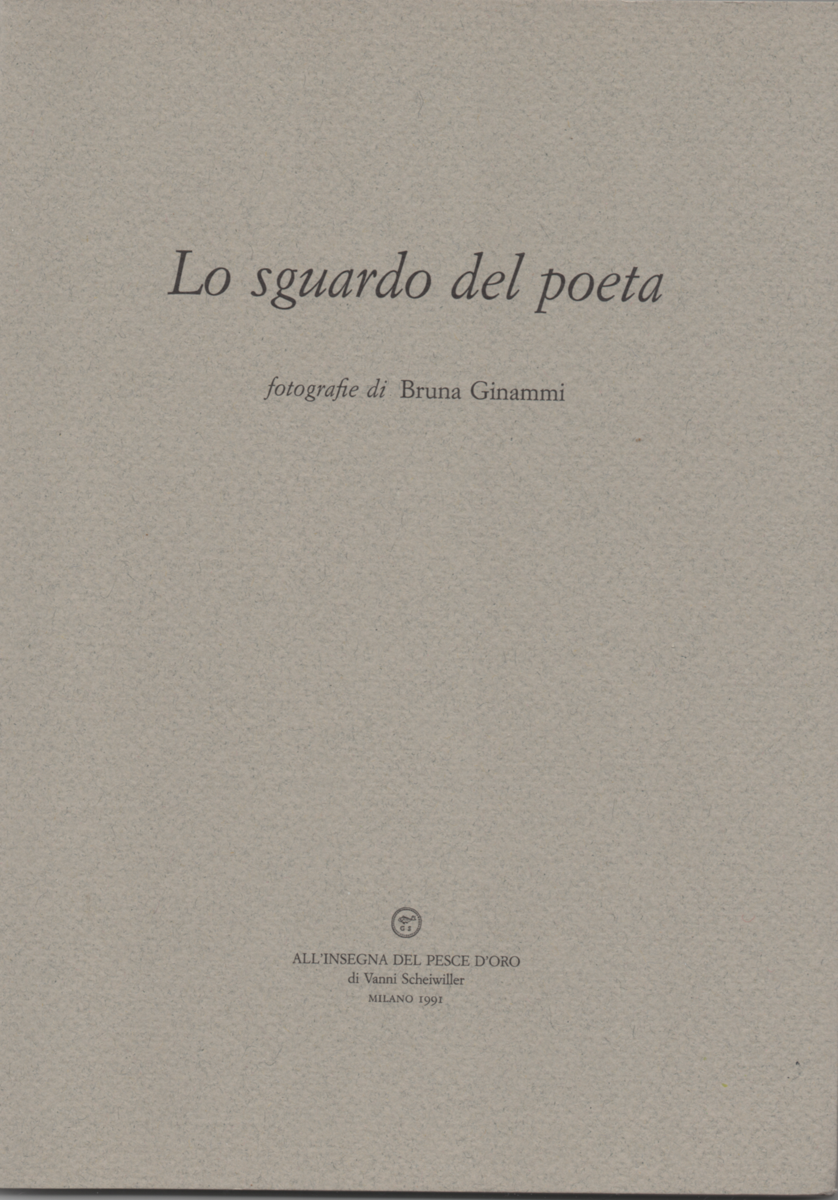 Lo sguardo del poeta
fotografie di Bruna Ginammi
G S
ALL'INSEGNA DEL PESCE D'ORO
di Vanni Scheiwiller
MILANO 1991